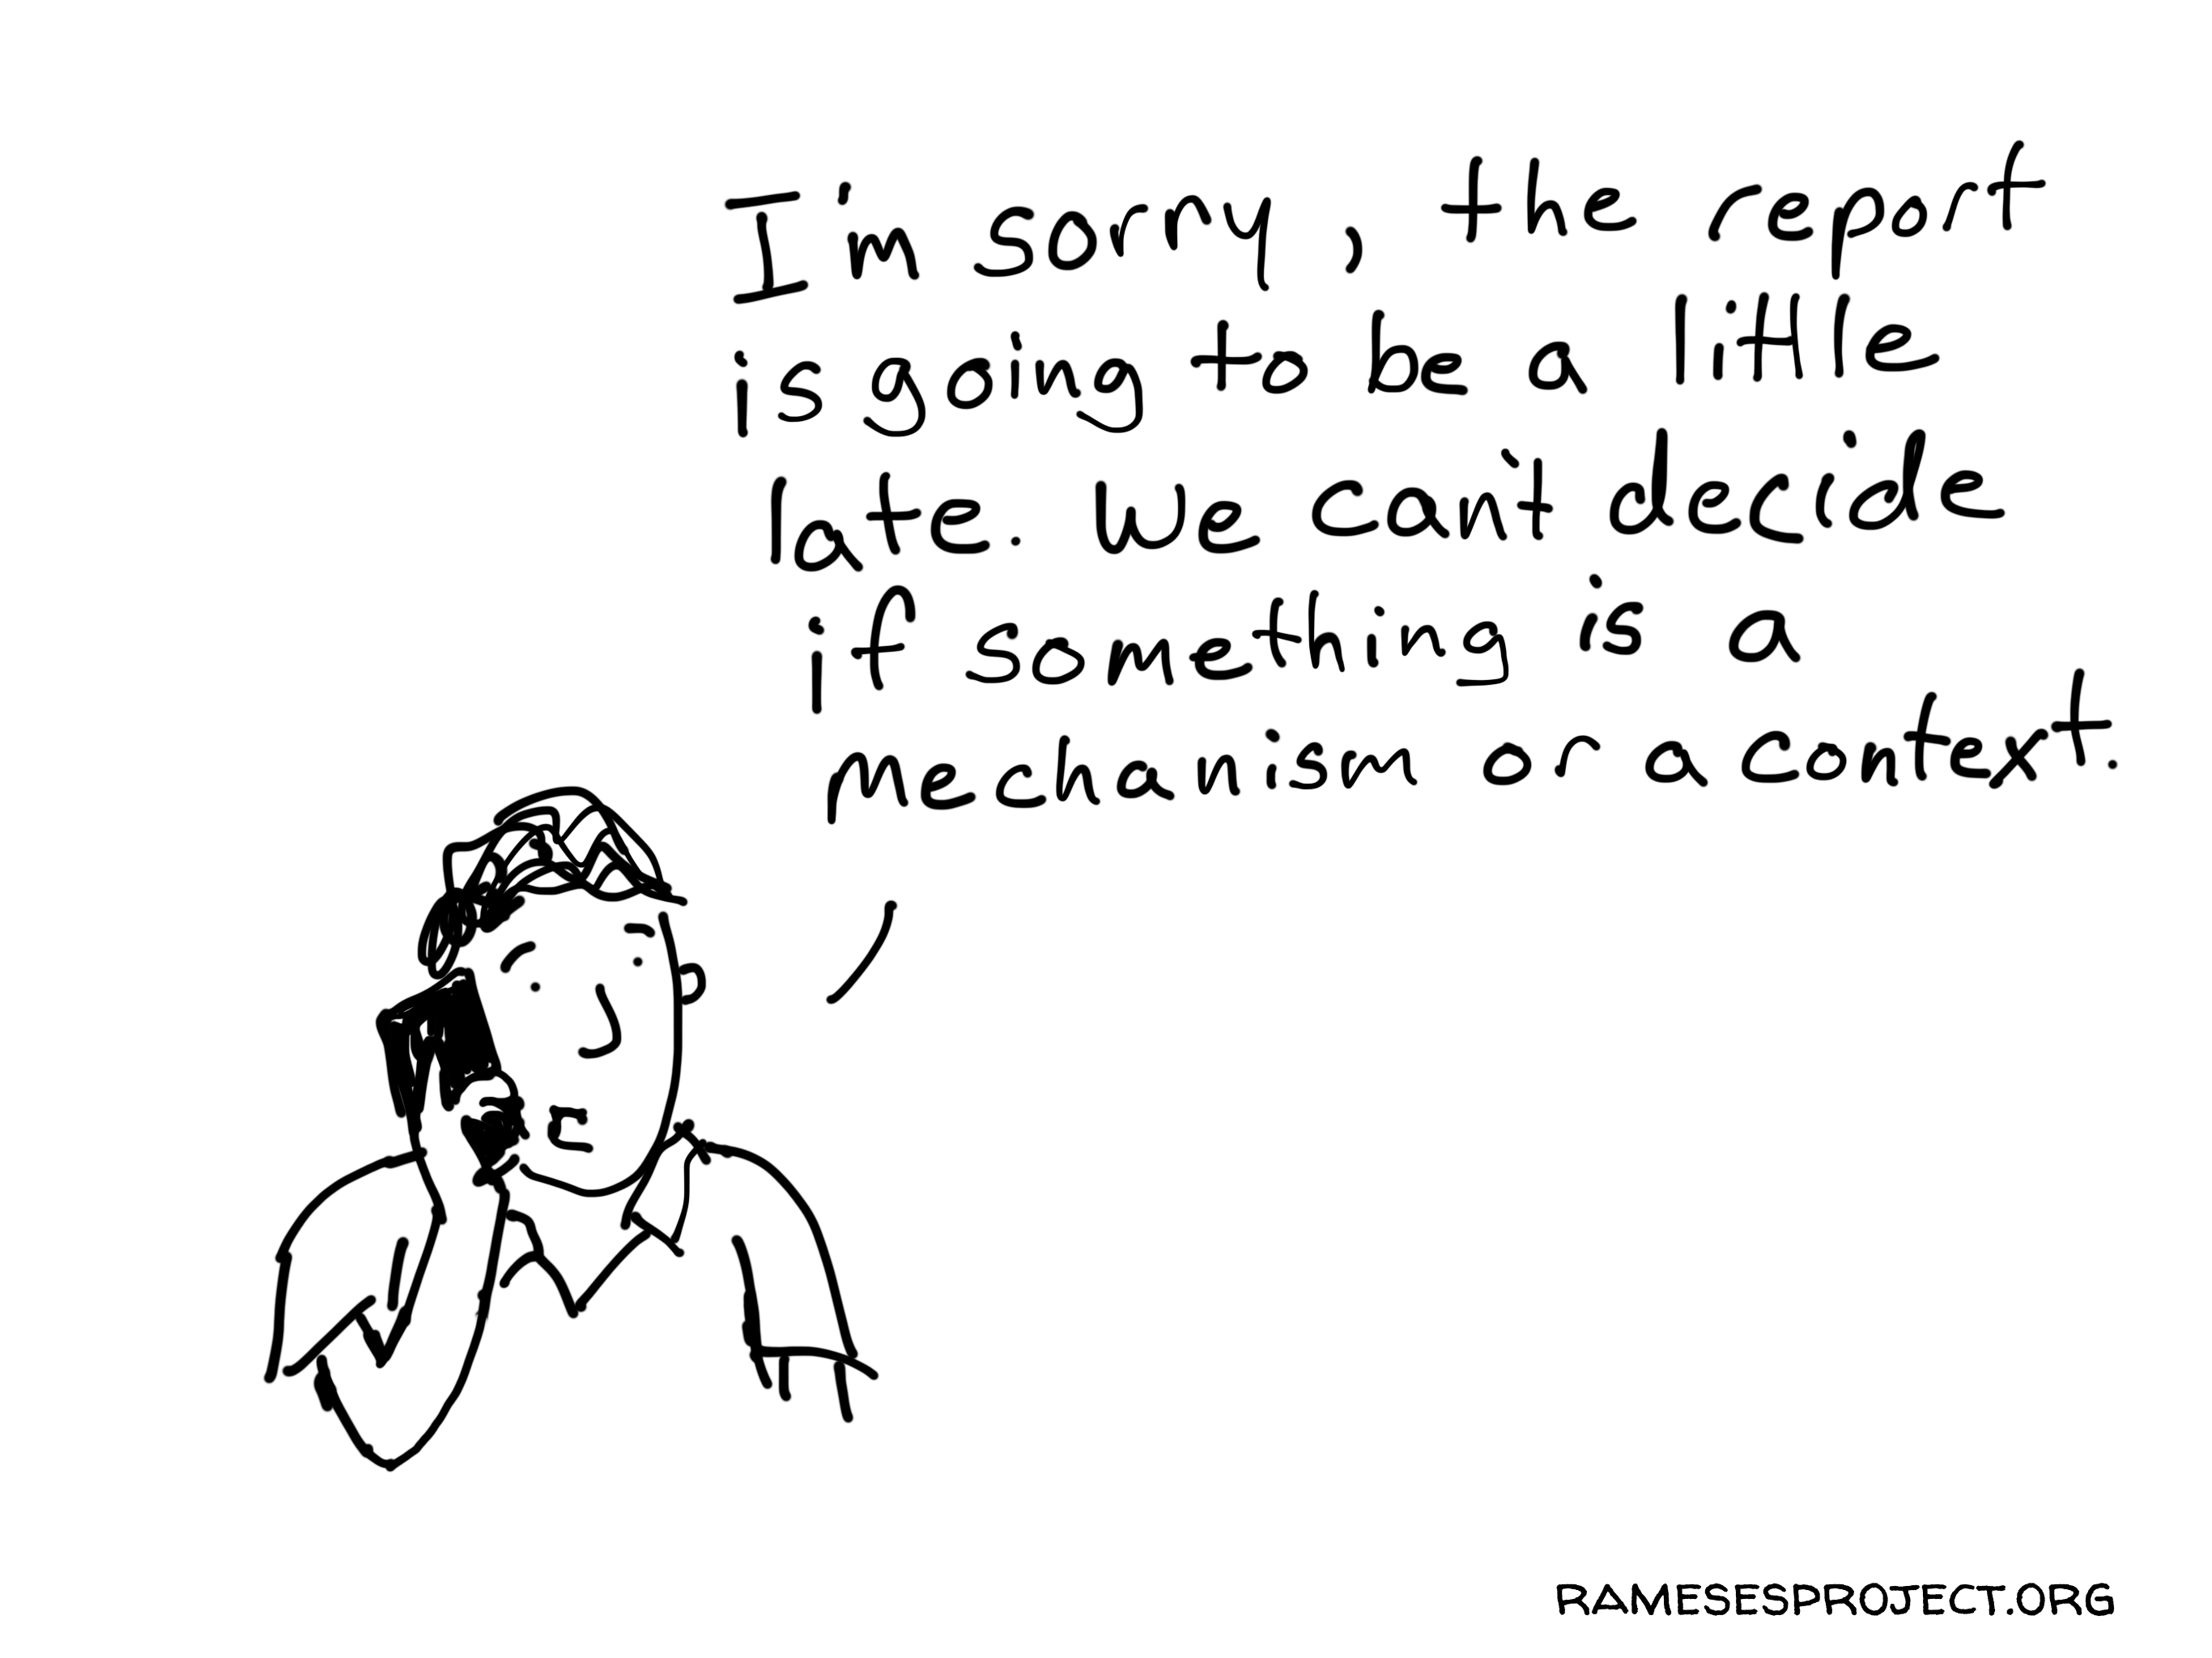 I'm sorry, the report
is going to be a little
late. We can't decide
if something is a
mechanism or a context.
RAMESESPROJECT.ORG